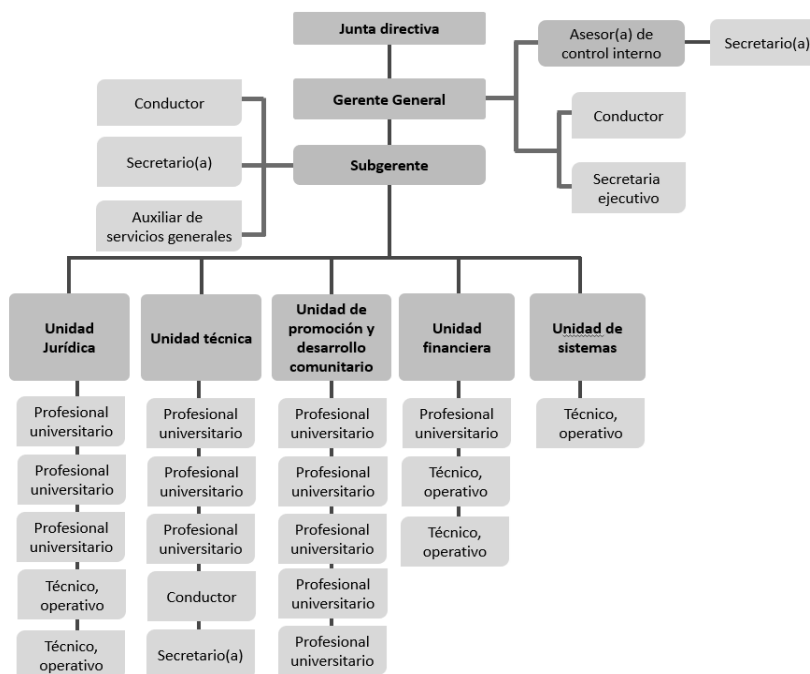 Junta directiva
Asesor(a) de
control interno
Secretario(a)
Gerente General
Conductor
Conductor
Secretario(a)
Subgerente
Secretaria
ejecutivo
Auxiliar de
servicios generales
Unidad
Jurídica
Unidad técnica
Unidad de
promoción y
desarrollo
comunitario
Unidad
financiera
Unidad de
sistemas
Profesional
universitario
Profesional
universitario
Profesional
universitario
Técnico,
operativo
Técnico,
operativo
Profesional
universitario
Profesional
universitario
Profesional
universitario
Conductor
Secretario(a)
Profesional
universitario
Profesional
universitario
Profesional
universitario
Profesional
universitario
Profesional
universitario
Profesional
universitario
Técnico,
operativo
Técnico,
operativo
Técnico,
operativo